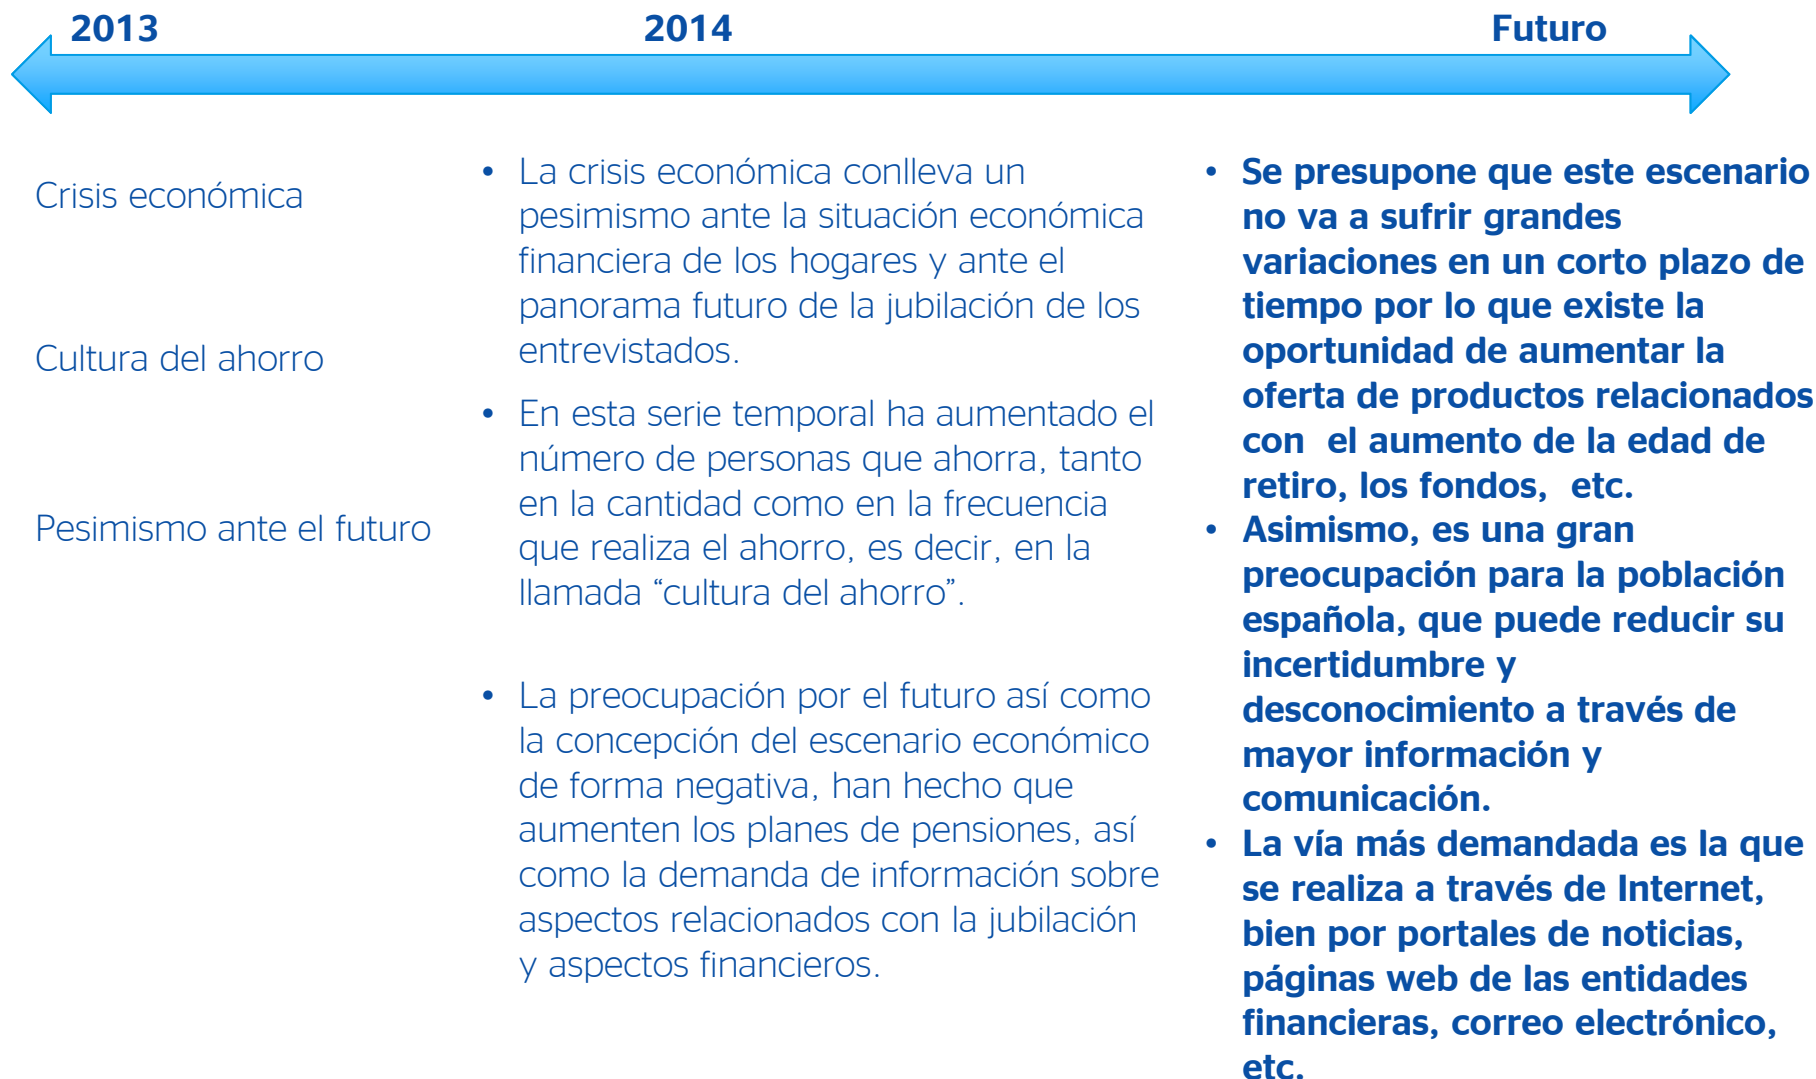 2013
2014
Futuro
Crisis económica
Cultura del ahorro
Pesimismo ante el futuro
• La crisis económica conlleva un
pesimismo ante la situación económica
financiera de los hogares y ante el
panorama futuro de la jubilación de los
entrevistados.
• En esta serie temporal ha aumentado el
número de personas que ahorra, tanto
en la cantidad como en la frecuencia
que realiza el ahorro, es decir, en la
llamada “cultura del ahorro”.
• La preocupación por el futuro así como
la concepción del escenario económico
de forma negativa, han hecho que
aumenten los planes de pensiones, así
como la demanda de información sobre
aspectos relacionados con la jubilación
y aspectos financieros.
• Se presupone que este escenario
no va a sufrir grandes
variaciones en un corto plazo de
tiempo por lo que existe la
oportunidad de aumentar la
oferta de productos relacionados
con  el aumento de la edad de
retiro, los fondos,  etc.
• Asimismo, es una gran
preocupación para la población
española, que puede reducir su
incertidumbre y
desconocimiento a través de
mayor información y
comunicación.
• La vía más demandada es la que
se realiza a través de Internet,
bien por portales de noticias,
páginas web de las entidades
financieras, correo electrónico,
etc.